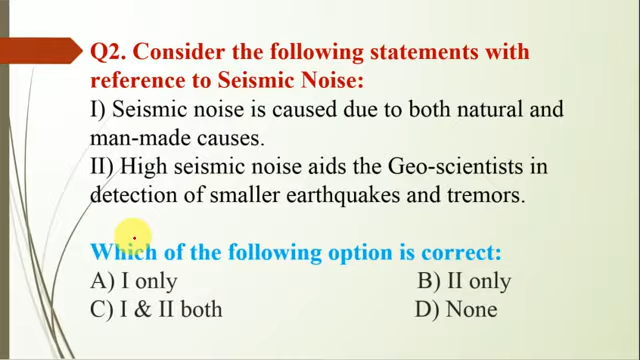 Q2. Consider the following statements with
reference to Seismic Noise:
I) Seismic noise is caused due to both natural and
man-made causes.
II) High seismic noise aids the Geo-scientists in
detection of smaller earthquakes and tremors.
Which of the following option is correct:
A) I only B) II only
C) I & II both D) None